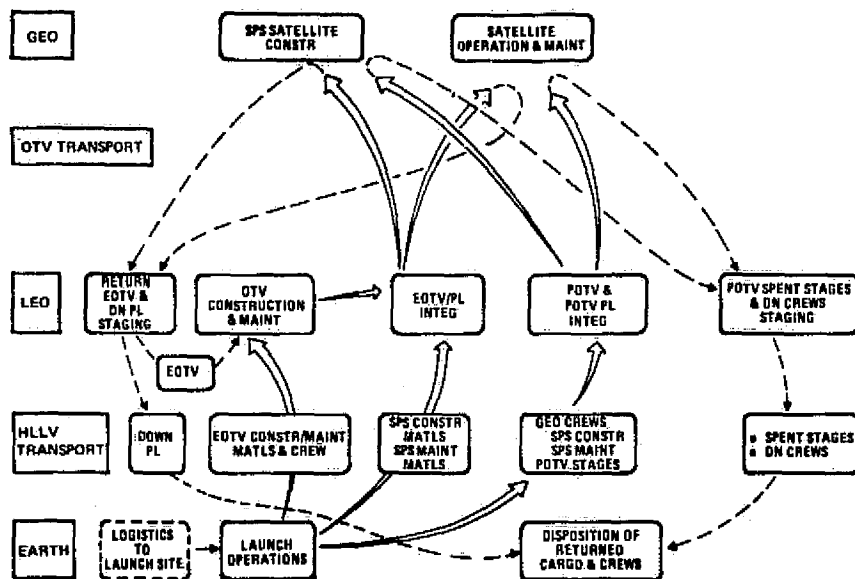 GEO
SPS SATELLITE
CONSTR
SATELLITE
OPERATION & MAINT
OTV TRANSPORT
LEO
RETURN
EOTV &
DN PL
STAGING
OTV
CONSTRUCTION
& MAINT
EOTV/PL
INTEG
POTV &
POTV PL
INTEG
POTV SPENT STAGES
& DN CREWS
STAGING
EOTV
HLLV
TRANSPORT
DOWN
PL
EOTV CONSTR/MAINT
MATLS & CREW
SPS CONSTR
MATLS
SPS MAINT
MATLS
GEO CREWS
SPS CONSTR
SPS MAINT
POTV STAGES
• SPENT STAGES
• DN CREWS
EARTH
LOGISTICS
TO
LAUNCH SITE
LAUNCH
OPERATIONS
DISPOSITION OF
RETURNED
CARGO & CREWS